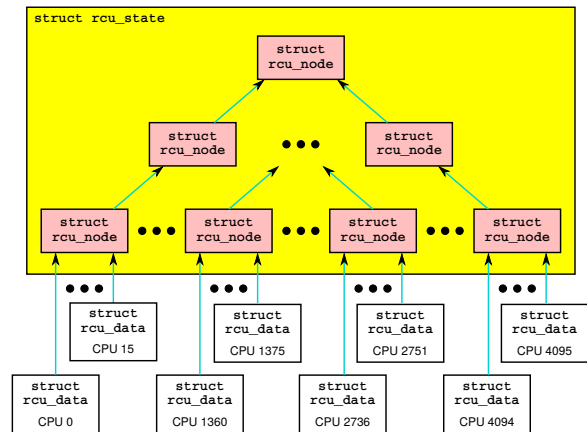 struct rcu_state
struct
rcu_node
struct
rcu_node
struct
rcu_node
struct
rcu_node
struct
rcu_node
struct
rcu_node
struct
rcu_node
struct
rcu_data
CPU 15
struct
rcu_data
CPU 1375
struct
rcu_data
CPU 2751
struct
rcu_data
CPU 4095
struct
rcu_data
CPU 0
struct
rcu_data
CPU 1360
struct
rcu_data
CPU 2736
struct
rcu_data
CPU 4094